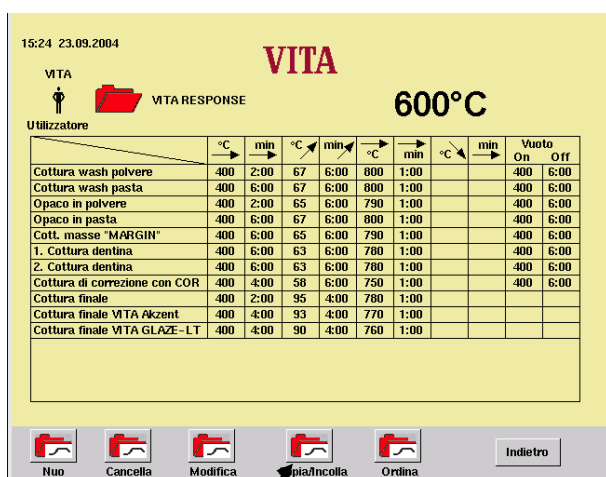 15:24 23.09.2004
VITA
VITA
VITA RESPONSE
600°C
Utilizzatore
°C min °C min °C min °C min Vuoto
On Off
Cottura wash polvere 400 2:00 67 6:00 800 1:00 400 6:00
Cottura wash pasta 400 6:00 67 6:00 800 1:00 400 6:00
Opaco in polvere 400 2:00 65 6:00 790 1:00 400 6:00
Opaco in pasta 400 6:00 67 6:00 800 1:00 400 6:00
Cott. masse "MARGIN" 400 6:00 65 6:00 790 1:00 400 6:00
1. Cottura dentina 400 6:00 63 6:00 780 1:00 400 6:00
2. Cottura dentina 400 6:00 63 6:00 780 1:00 400 6:00
Cottura di correzione con COR 400 4:00 58 6:00 750 1:00 400 6:00
Cottura finale 400 2:00 95 4:00 780 1:00
Cottura finale VITA Akzent 400 4:00 93 4:00 770 1:00
Cottura finale VITA GLAZE-LT 400 4:00 90 4:00 760 1:00
Nuo Cancella Modifica pia/Incolla Ordina Indietro